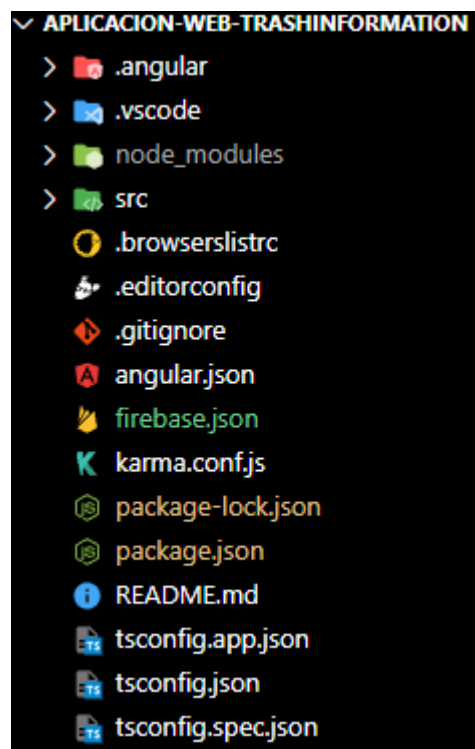 APLICACION-WEB-TRASHINFORMATION
.angular
.vscode
node_modules
src
.browserslistrc
.editorconfig
.gitignore
angular.json
firebase.json
karma.conf.js
package-lock.json
package.json
README.md
tsconfig.app.json
tsconfig.json
tsconfig.spec.json